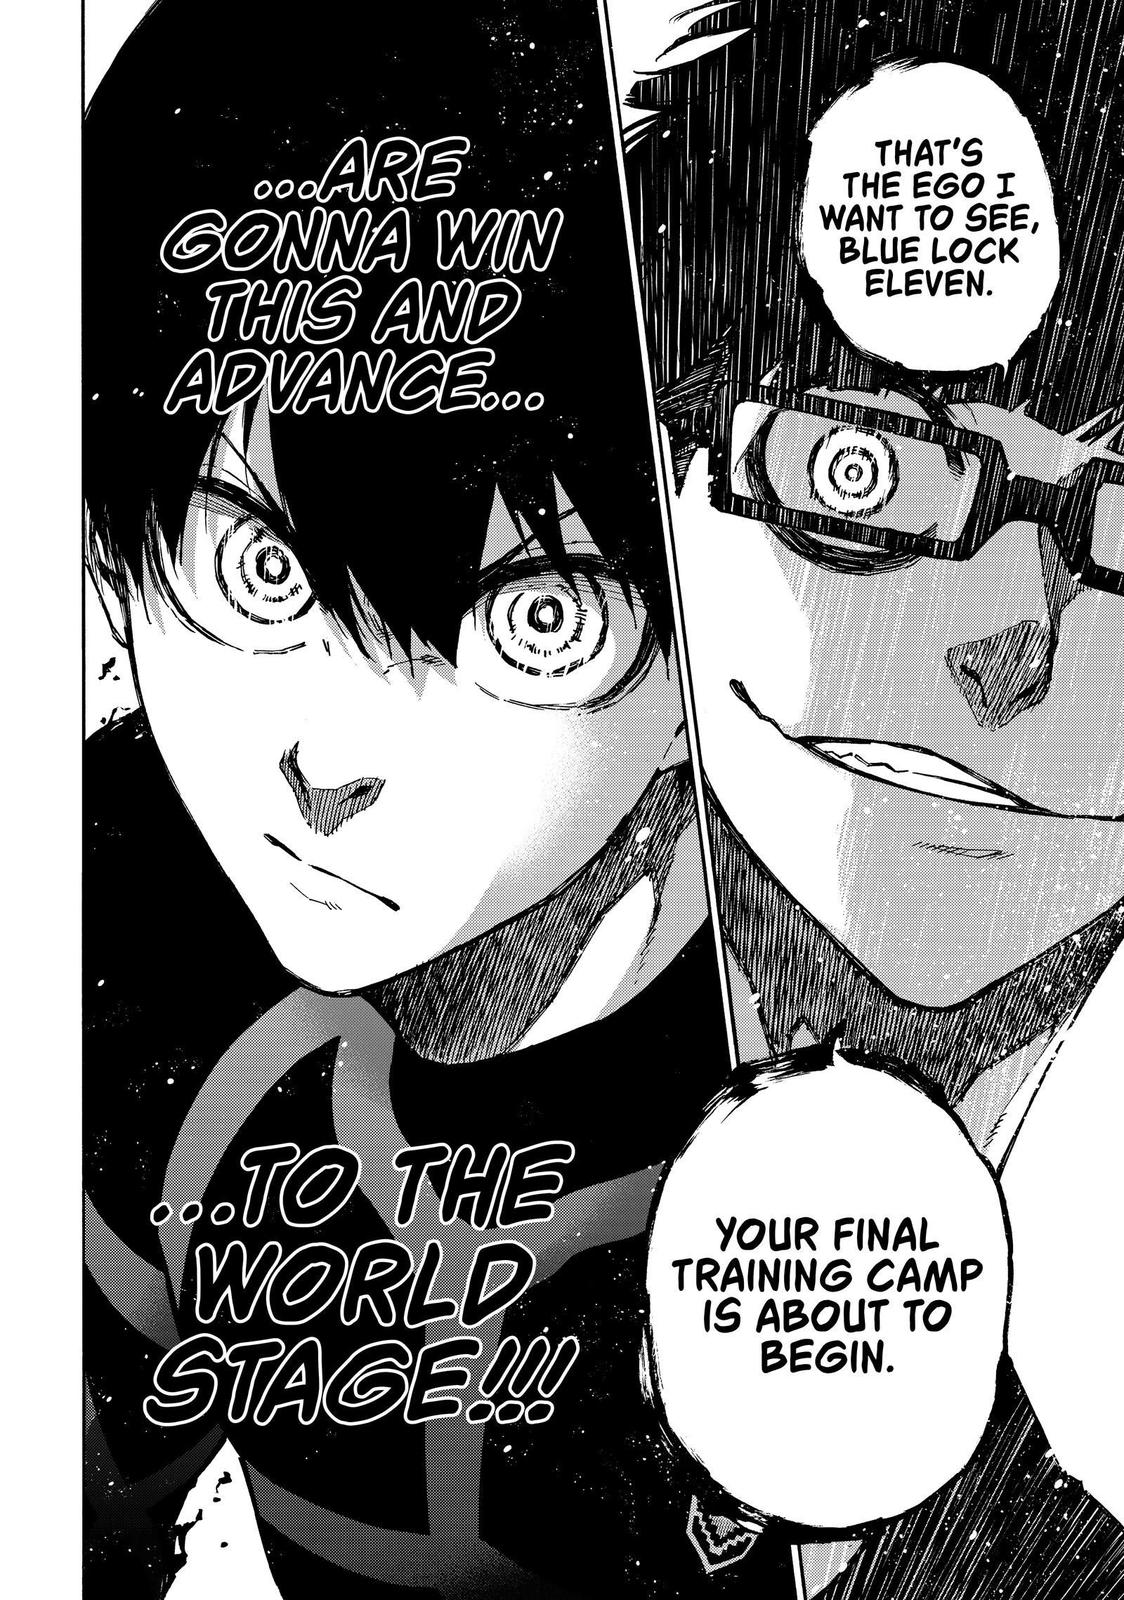 THAT'S
THE EGO I
WANT TO SEE,
BLUE LOCK
ELEVEN.
YOUR FINAL
TRAINING CAMP
IS ABOUT TO
BEGIN.
...ARE
GONNA WIN
THIS AND
ADVANCE...
...TO THE
WORLD
STAGE!!!